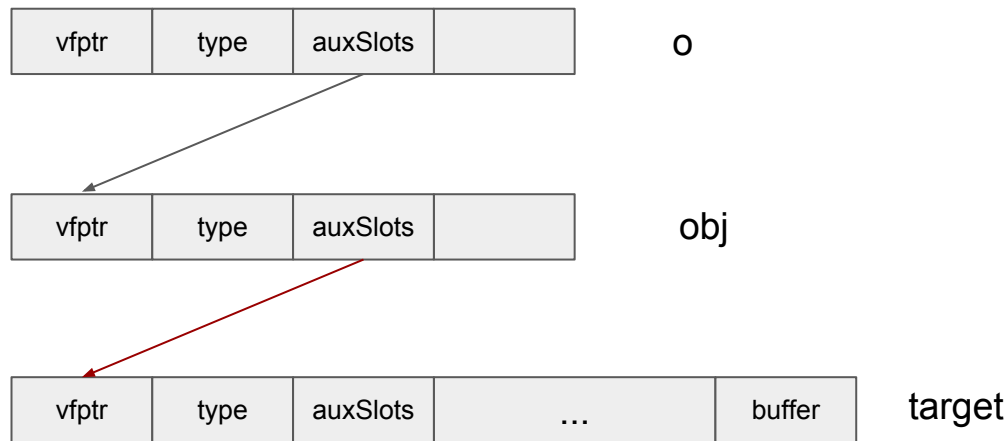 vfptr type auxSlots o
vfptr type auxSlots obj
vfptr type auxSlots ... buffer target